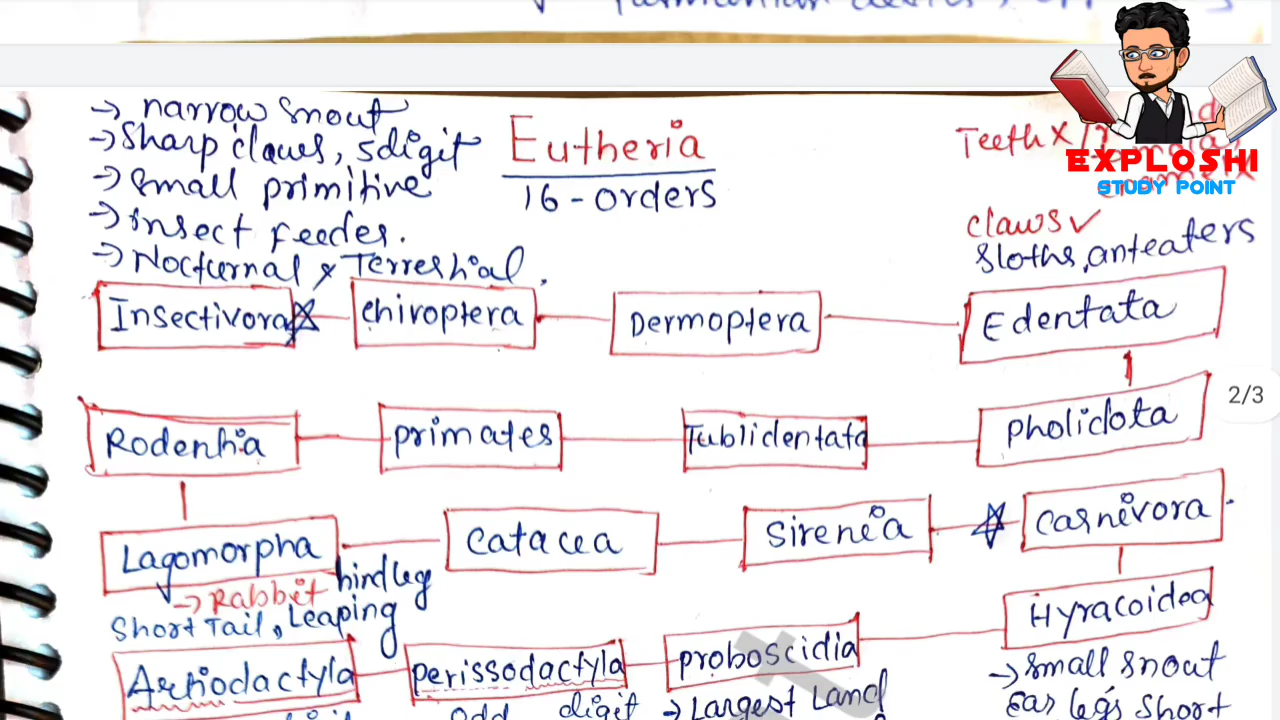 → narrow snout
→ Sharp claws, 5digit
→ Small primitive
→ insect feeder.
→ Nocturnal & Terrestrial.
Eutheria
16-orders
Teeth X /
EXPLOSHI
STUDY POINT
claws ✓
Sloths, anteaters
Insectivora
Chiroptera
Dermoptera
Edentata
Rodentia
primates
Tublidentata
Pholidota
2/3
Lagomorpha
Catacea
Sirenia
Carnivora
→ Rabbit
hind leg
Short Tail, Leaping
Hyracoidea
Artiodactyla
perissodactyla
proboscidia
→ Small snout
Ear legs short
odd digit
→ Largest Land